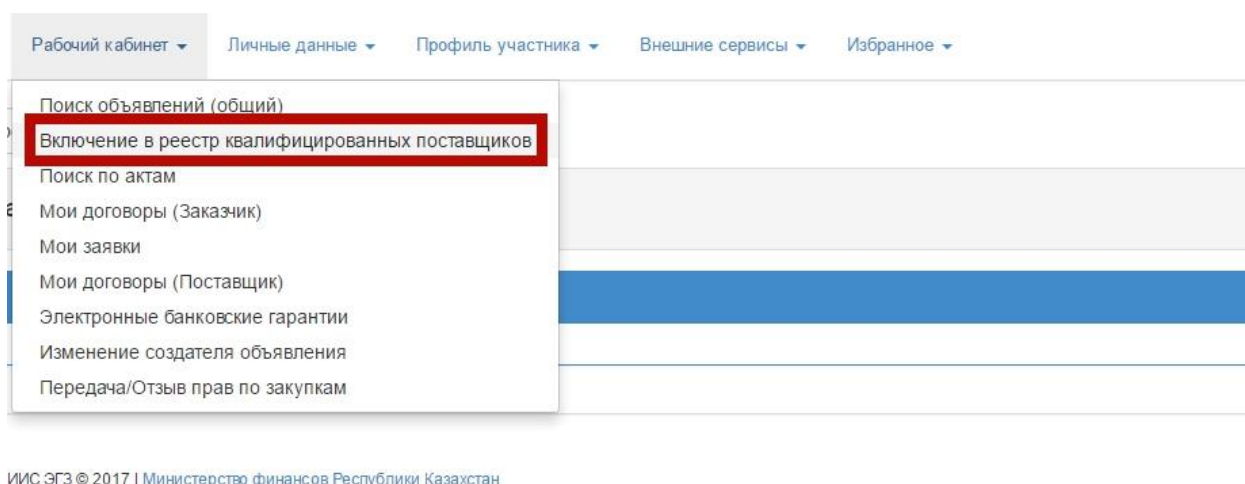 Рабочий кабинет Личные данные Профиль участника Внешние сервисы Избранное
Поиск объявлений (общий)
Включение в реестр квалифицированных поставщиков
Поиск по актам
Мои договоры (Заказчик)
Мои заявки
Мои договоры (Поставщик)
Электронные банковские гарантии
Изменение создателя объявления
Передача/Отзыв прав по закупкам
ИИС ЭГЗ © 2017 | Министерство финансов Республики Казахстан